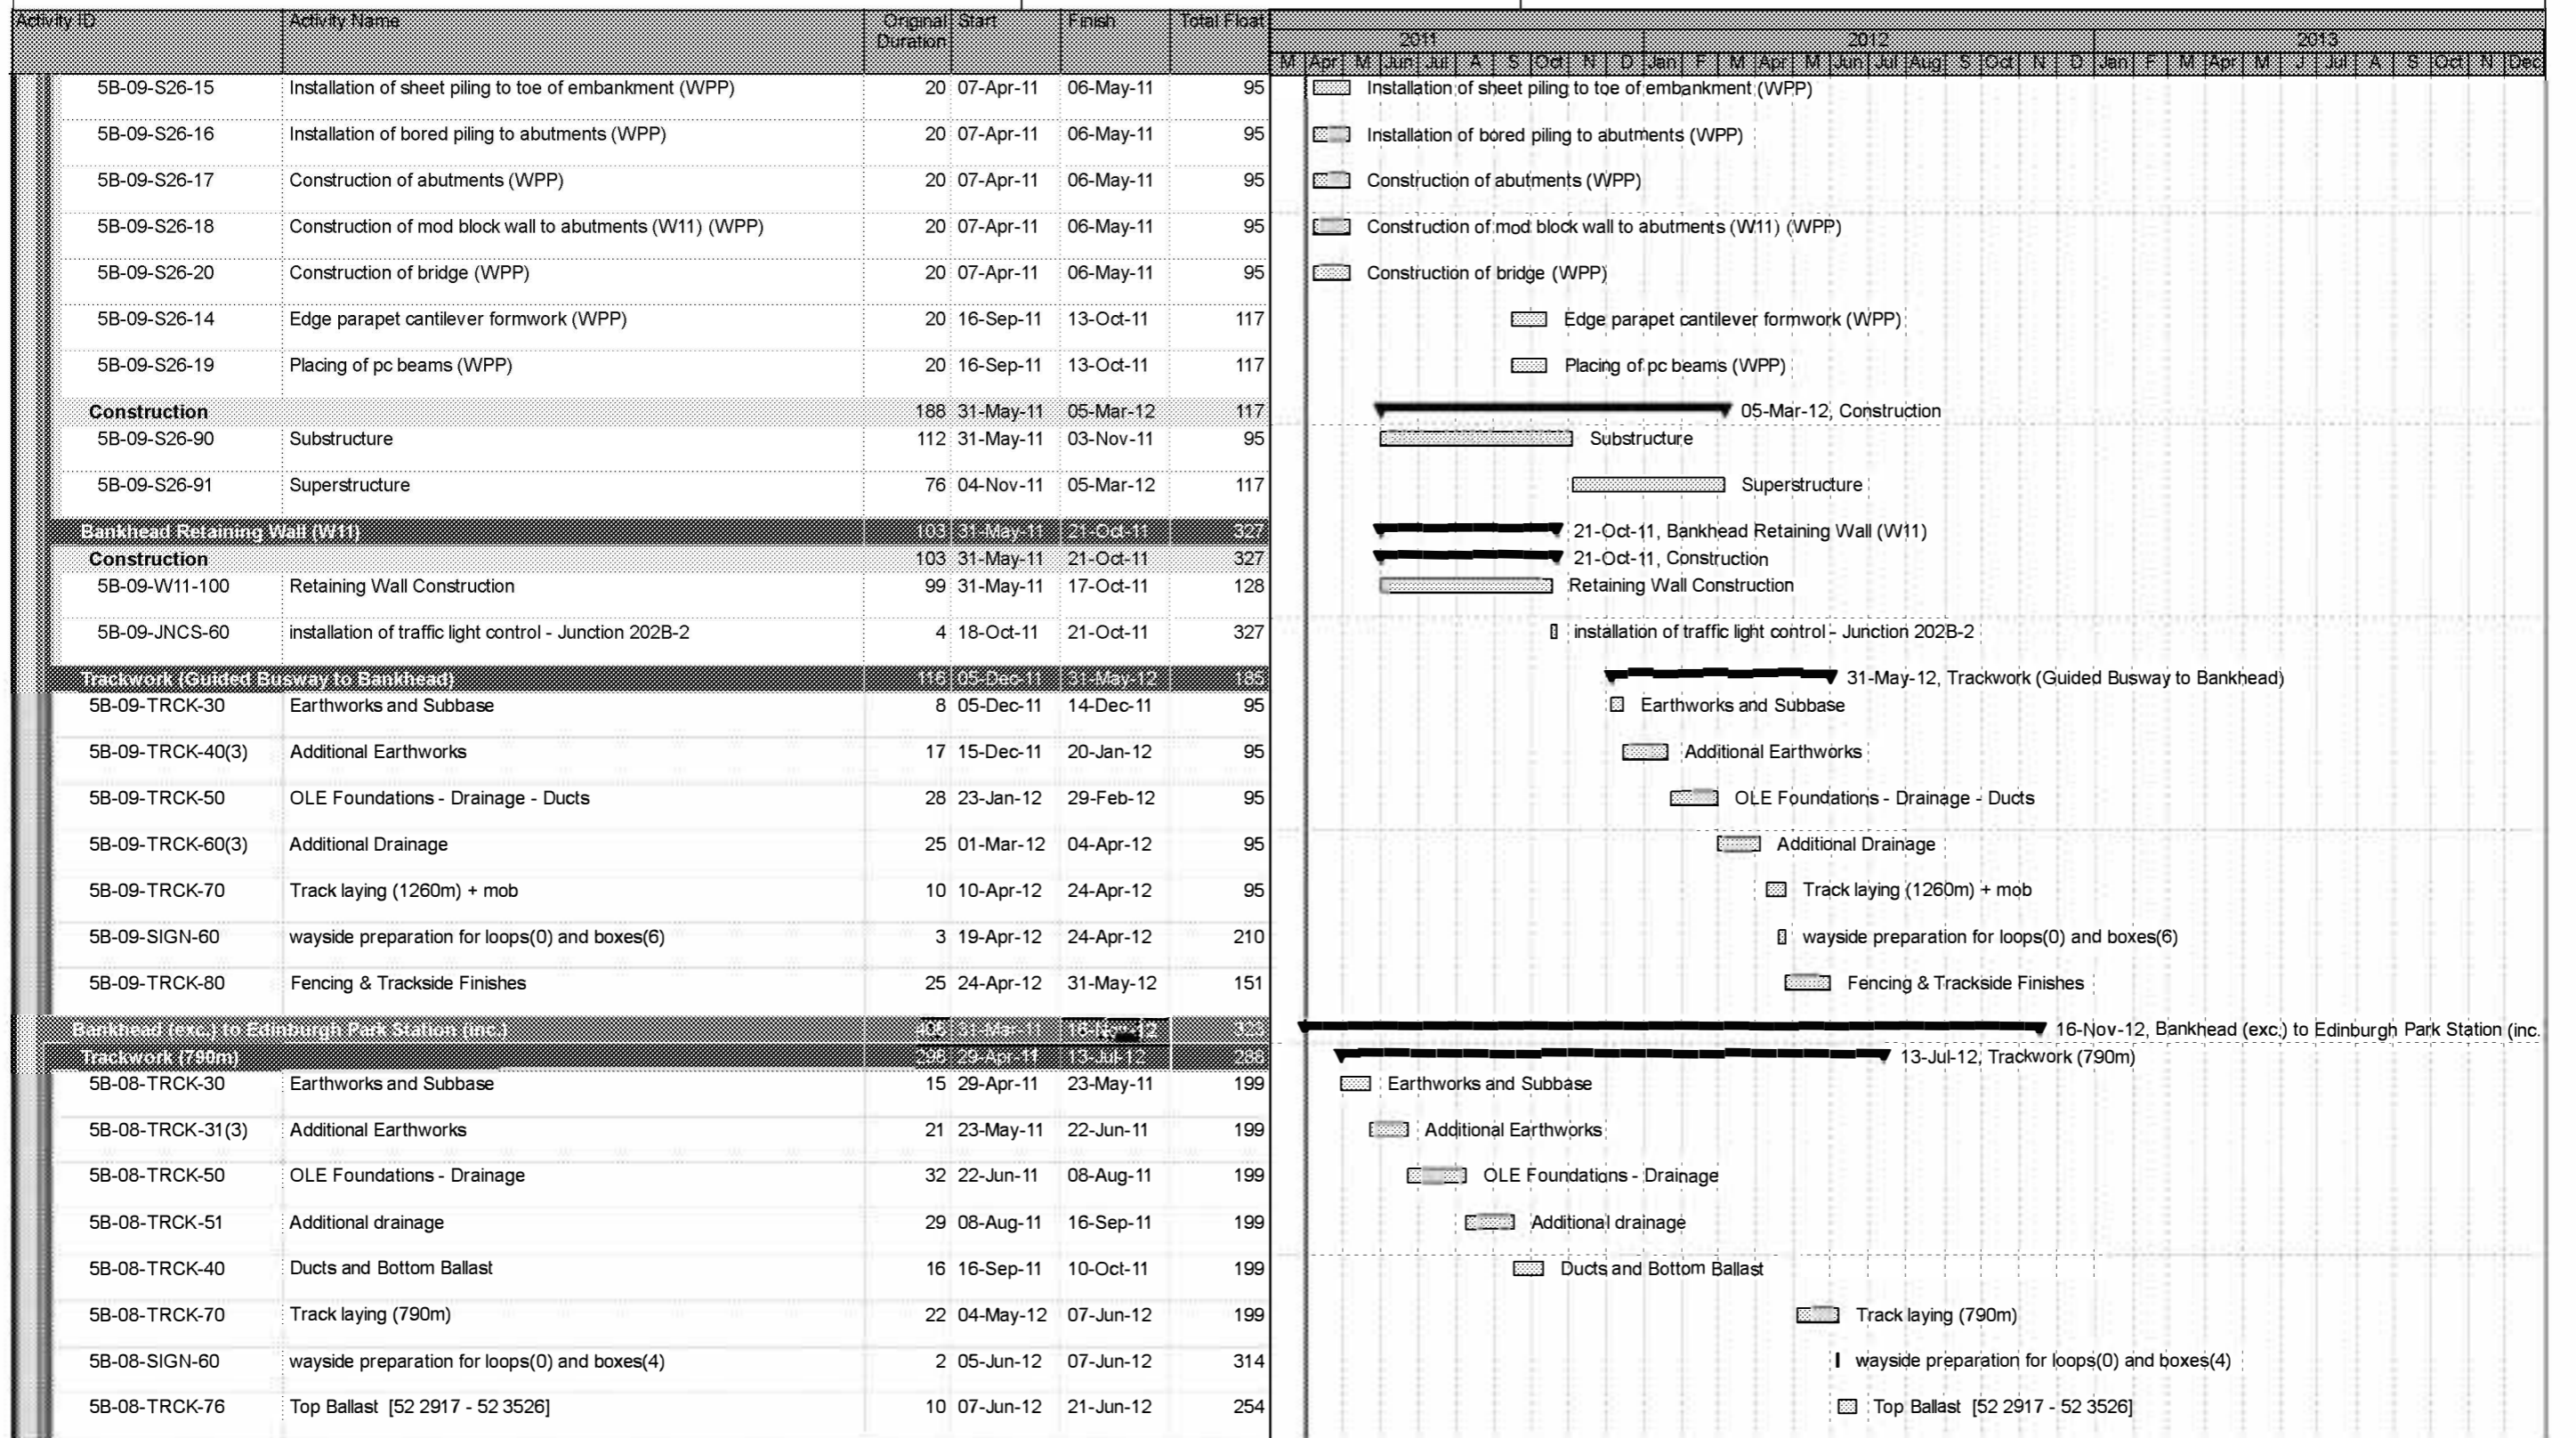 Activity ID Activity Name Original Duration Start Finish Total Float
2011 2012 2013
M Apr M Jun Jul A S Oct N D Jan F M Apr M Jun Jul Aug S Oct N D Jan F M Apr M J Jul A S Oct N Dec
5B-09-S26-15 Installation of sheet piling to toe of embankment (WPP) 20 07-Apr-11 06-May-11 95 Installation of sheet piling to toe of embankment (WPP)
5B-09-S26-16 Installation of bored piling to abutments (WPP) 20 07-Apr-11 06-May-11 95 Installation of bored piling to abutments (WPP)
5B-09-S26-17 Construction of abutments (WPP) 20 07-Apr-11 06-May-11 95 Construction of abutments (WPP)
5B-09-S26-18 Construction of mod block wall to abutments (W11) (WPP) 20 07-Apr-11 06-May-11 95 Construction of mod block wall to abutments (W11) (WPP)
5B-09-S26-20 Construction of bridge (WPP) 20 07-Apr-11 06-May-11 95 Construction of bridge (WPP)
5B-09-S26-14 Edge parapet cantilever formwork (WPP) 20 16-Sep-11 13-Oct-11 117 Edge parapet cantilever formwork (WPP)
5B-09-S26-19 Placing of pc beams (WPP) 20 16-Sep-11 13-Oct-11 117 Placing of pc beams (WPP)
Construction 188 31-May-11 05-Mar-12 117 05-Mar-12, Construction
5B-09-S26-90 Substructure 112 31-May-11 03-Nov-11 95 Substructure
5B-09-S26-91 Superstructure 76 04-Nov-11 05-Mar-12 117 Superstructure
Bankhead Retaining Wall (W11) 103 31-May-11 21-Oct-11 327 21-Oct-11, Bankhead Retaining Wall (W11)
Construction 103 31-May-11 21-Oct-11 327 21-Oct-11, Construction
5B-09-W11-100 Retaining Wall Construction 99 31-May-11 17-Oct-11 128 Retaining Wall Construction
5B-09-JNCS-60 installation of traffic light control - Junction 202B-2 4 18-Oct-11 21-Oct-11 327 installation of traffic light control - Junction 202B-2
Trackwork (Guided Busway to Bankhead) 116 05-Dec-11 31-May-12 185 31-May-12, Trackwork (Guided Busway to Bankhead)
5B-09-TRCK-30 Earthworks and Subbase 8 05-Dec-11 14-Dec-11 95 Earthworks and Subbase
5B-09-TRCK-40(3) Additional Earthworks 17 15-Dec-11 20-Jan-12 95 Additional Earthworks
5B-09-TRCK-50 OLE Foundations - Drainage - Ducts 28 23-Jan-12 29-Feb-12 95 OLE Foundations - Drainage - Ducts
5B-09-TRCK-60(3) Additional Drainage 25 01-Mar-12 04-Apr-12 95 Additional Drainage
5B-09-TRCK-70 Track laying (1260m) + mob 10 10-Apr-12 24-Apr-12 95 Track laying (1260m) + mob
5B-09-SIGN-60 wayside preparation for loops(0) and boxes(6) 3 19-Apr-12 24-Apr-12 210 wayside preparation for loops(0) and boxes(6)
5B-09-TRCK-80 Fencing & Trackside Finishes 25 24-Apr-12 31-May-12 151 Fencing & Trackside Finishes
Bankhead (exc.) to Edinburgh Park Station (inc.) 31-Mar-11 323 16-Nov-12, Bankhead (exc.) to Edinburgh Park Station (inc.
Trackwork (790m) 296 29-Apr-11 13-Jul-12 286 13-Jul-12, Trackwork (790m)
5B-08-TRCK-30 Earthworks and Subbase 15 29-Apr-11 23-May-11 199 Earthworks and Subbase
5B-08-TRCK-31(3) Additional Earthworks 21 23-May-11 22-Jun-11 199 Additional Earthworks
5B-08-TRCK-50 OLE Foundations - Drainage 32 22-Jun-11 08-Aug-11 199 OLE Foundations - Drainage
5B-08-TRCK-51 Additional drainage 29 08-Aug-11 16-Sep-11 199 Additional drainage
5B-08-TRCK-40 Ducts and Bottom Ballast 16 16-Sep-11 10-Oct-11 199 Ducts and Bottom Ballast
5B-08-TRCK-70 Track laying (790m) 22 04-May-12 07-Jun-12 199 Track laying (790m)
5B-08-SIGN-60 wayside preparation for loops(0) and boxes(4) 2 05-Jun-12 07-Jun-12 314 wayside preparation for loops(0) and boxes(4)
5B-08-TRCK-76 Top Ballast [52 2917 - 52 3526] 10 07-Jun-12 21-Jun-12 254 Top Ballast [52 2917 - 52 3526]